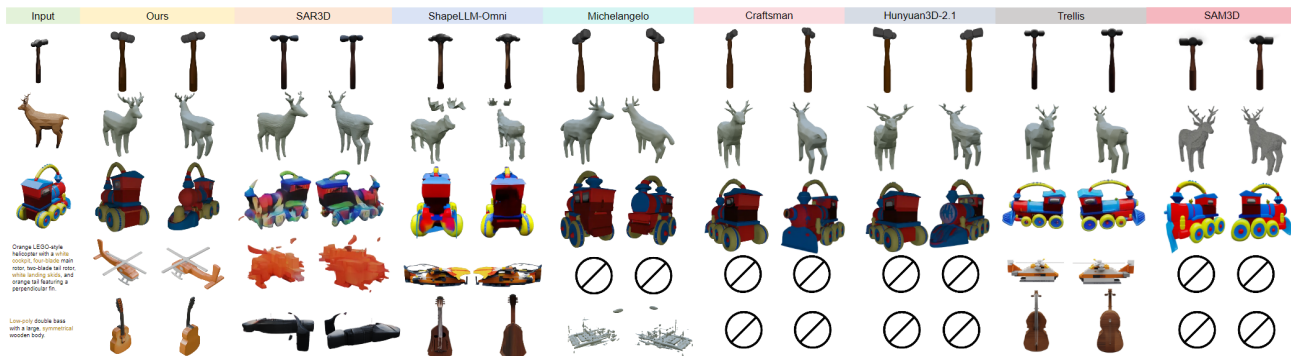 Input Ours SAR3D ShapeLLM-Omni Michelangelo Craftsman Hunyuan3D-2.1 Trellis SAM3D
Orange LEGO-style
helicopter with a white
cockpit, four-blade main
rotor, two-blade tail rotor,
white landing skids, and
orange tail featuring a
perpendicular fin.
Low-poly double bass
with a large, symmetrical
wooden body.